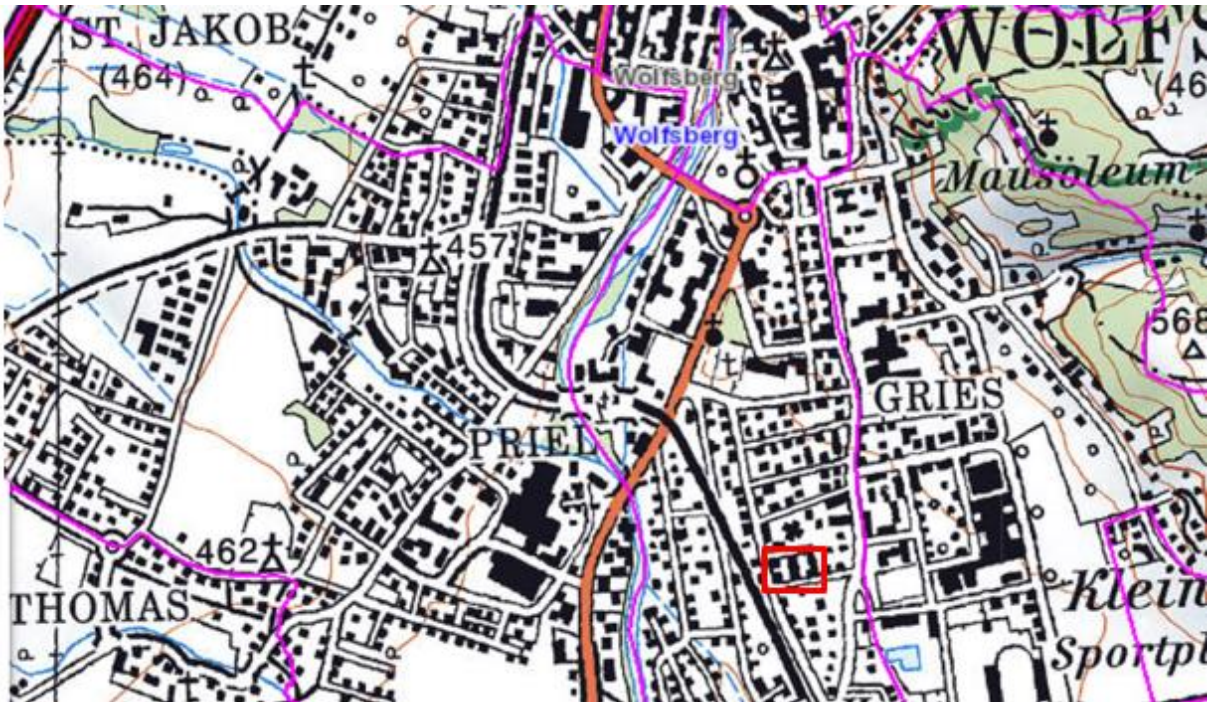 ST. JAKOB
(464)
WOLFS
Wolfsberg
(46
Wolfsberg
Mausoleum
457
568
GRIES
PRIEL
462
THOMAS
Klein
Sportpl